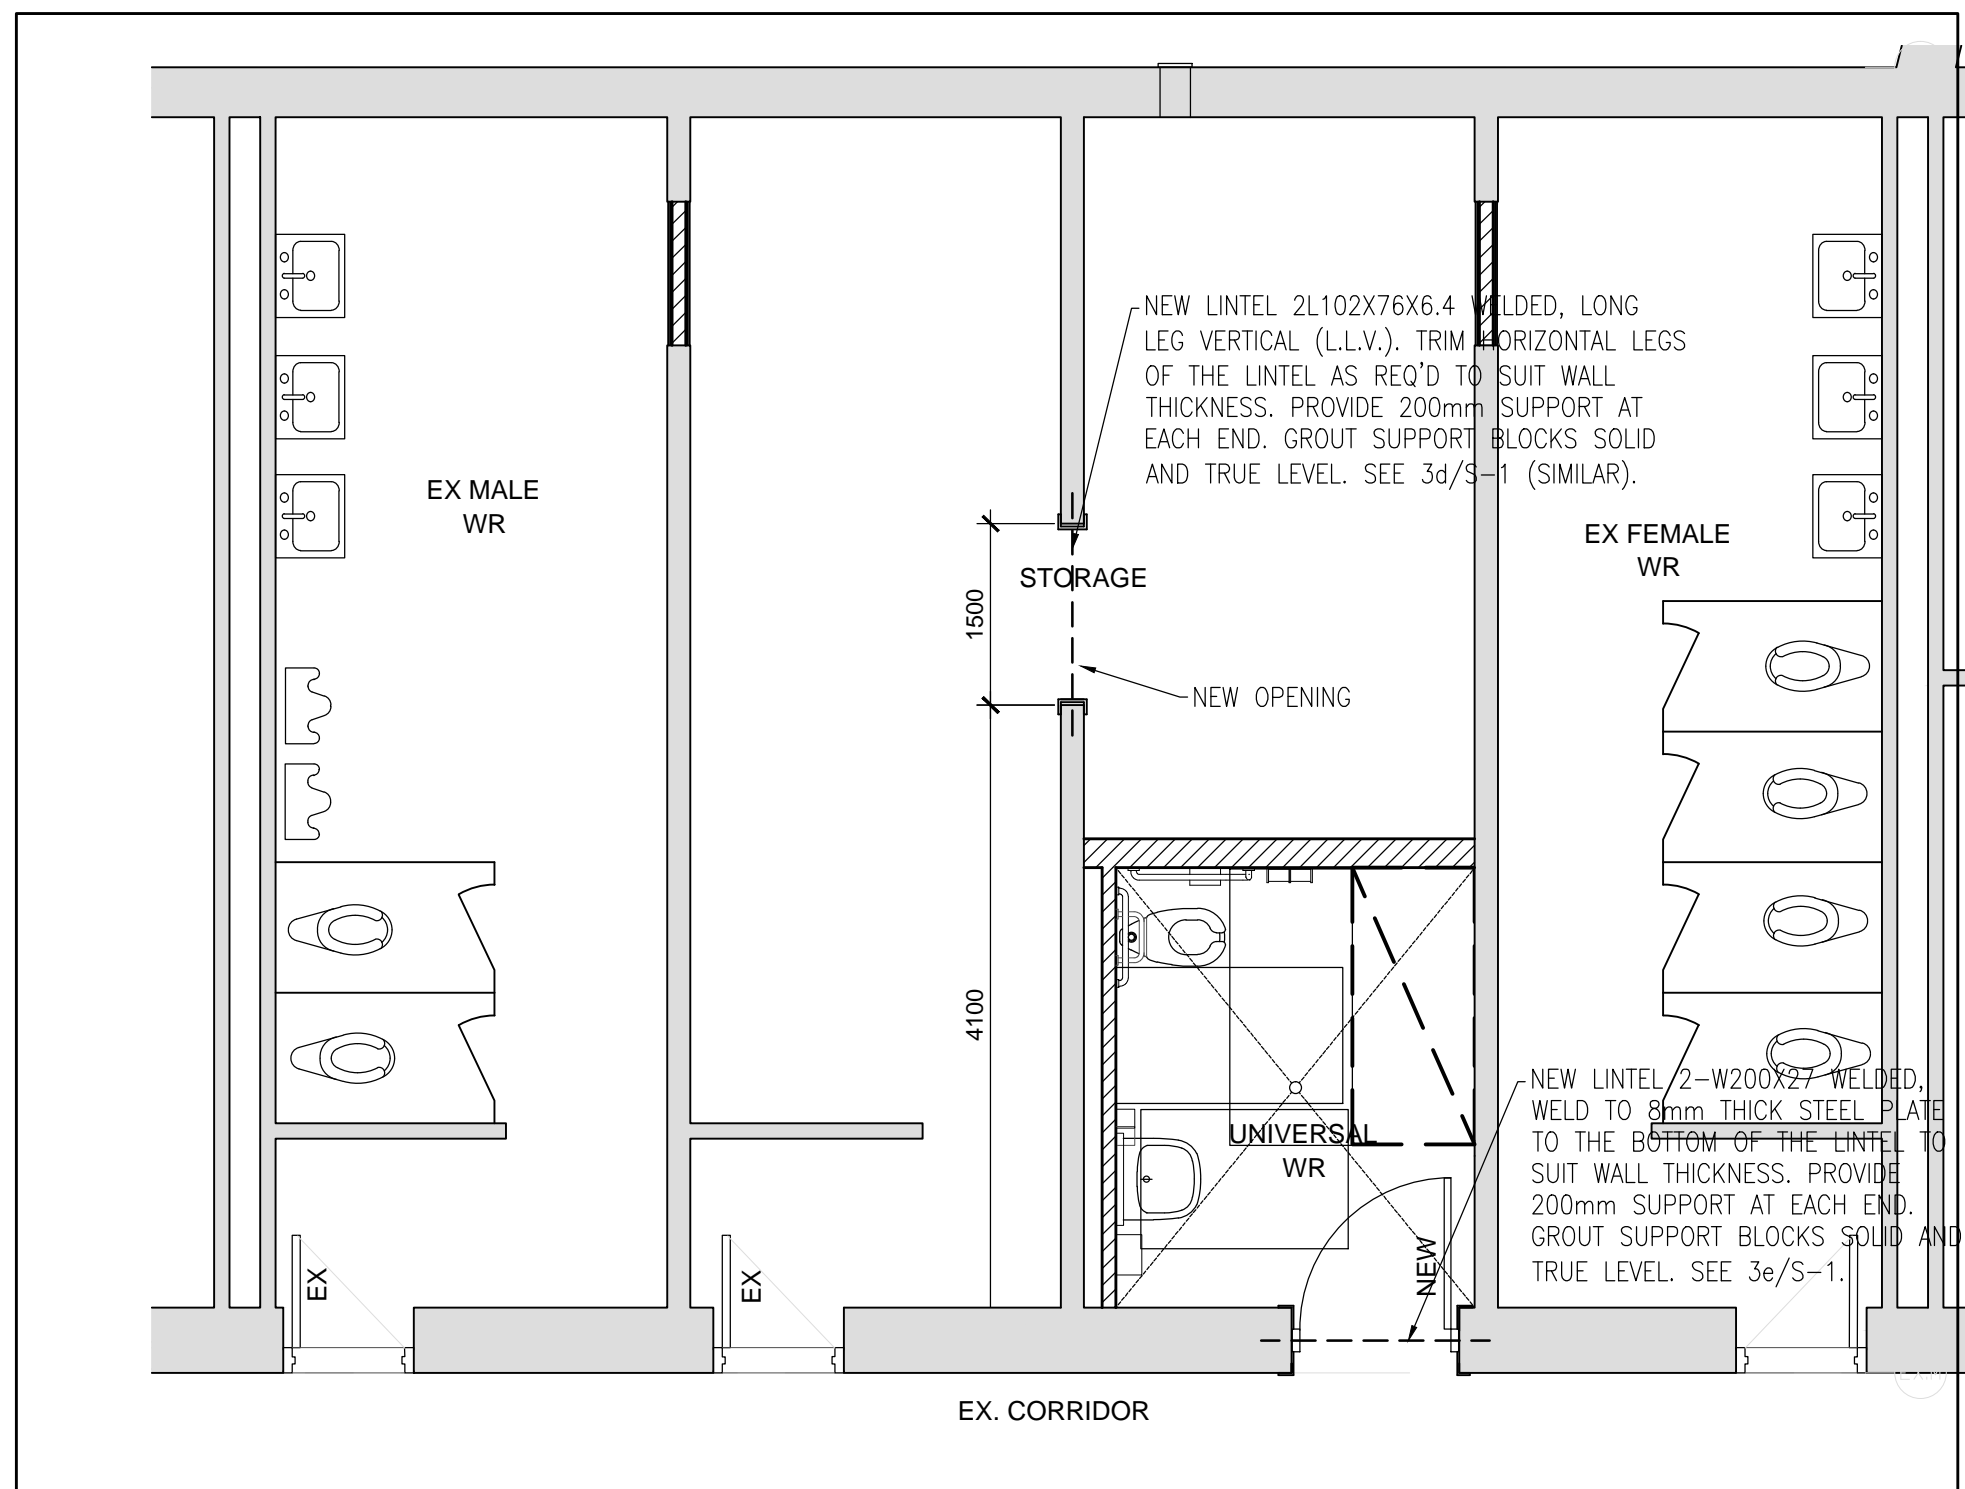 NEW LINTEL 2L102X76X6.4 WELDED, LONG
LEG VERTICAL (L.L.V.). TRIM HORIZONTAL LEGS
OF THE LINTEL AS REQ'D TO SUIT WALL
THICKNESS. PROVIDE 200mm SUPPORT AT
EACH END. GROUT SUPPORT BLOCKS SOLID
AND TRUE LEVEL. SEE 3d/S-1 (SIMILAR).
EX MALE
WR
EX FEMALE
WR
STORAGE
1500
NEW OPENING
4100
NEW LINTEL 2-W200X27 WELDED,
WELD TO 8mm THICK STEEL PLATE
TO THE BOTTOM OF THE LINTEL TO
SUIT WALL THICKNESS. PROVIDE
200mm SUPPORT AT EACH END.
GROUT SUPPORT BLOCKS SOLID AND
TRUE LEVEL. SEE 3e/S-1.
UNIVERSAL
WR
EX
EX
NEW
EX. CORRIDOR